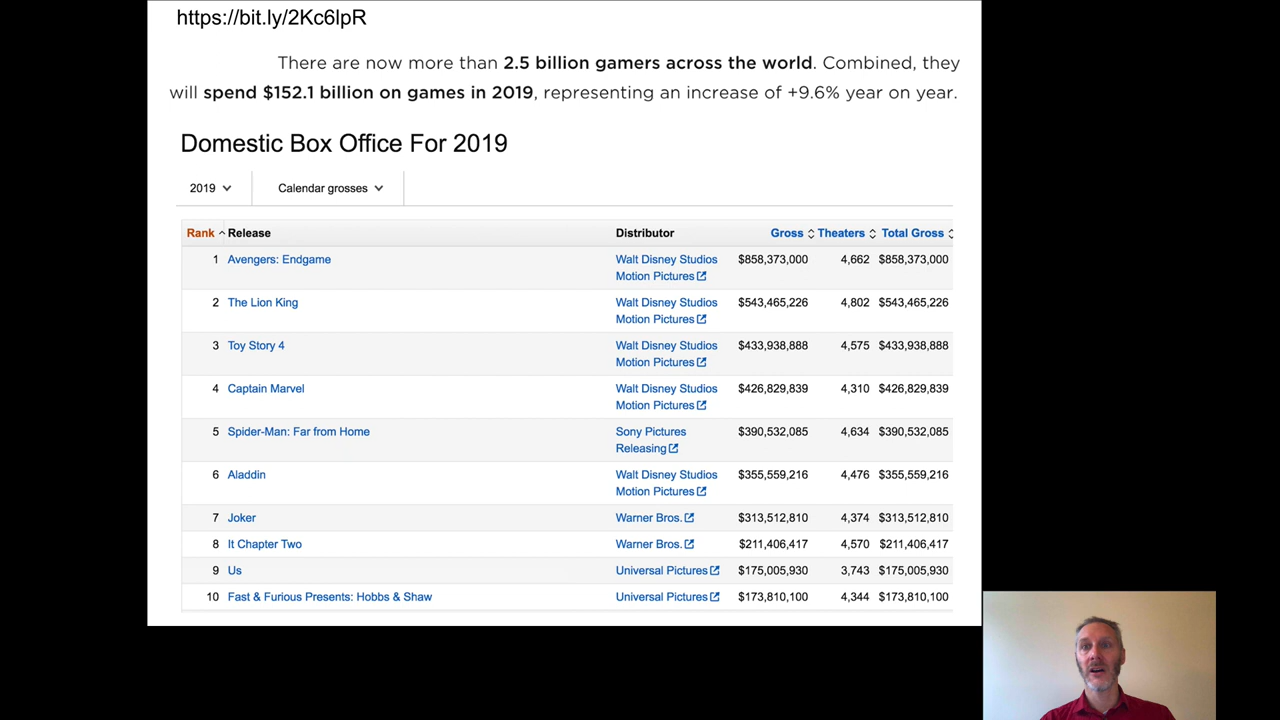 https://bit.ly/2Kc6lpR
There are now more than 2.5 billion gamers across the world. Combined, they
will spend $152.1 billion on games in 2019, representing an increase of +9.6% year on year.
Domestic Box Office For 2019
2019 Calendar grosses
Rank Release Distributor Gross Theaters Total Gross
1 Avengers: Endgame Walt Disney Studios $858,373,000 4,662 $858,373,000
Motion Pictures
2 The Lion King Walt Disney Studios $543,465,226 4,802 $543,465,226
Motion Pictures
3 Toy Story 4 Walt Disney Studios $433,938,888 4,575 $433,938,888
Motion Pictures
4 Captain Marvel Walt Disney Studios $426,829,839 4,310 $426,829,839
Motion Pictures
5 Spider-Man: Far from Home Sony Pictures $390,532,085 4,634 $390,532,085
Releasing
6 Aladdin Walt Disney Studios $355,559,216 4,476 $355,559,216
Motion Pictures
7 Joker Warner Bros. $313,512,810 4,374 $313,512,810
8 It Chapter Two Warner Bros. $211,406,417 4,570 $211,406,417
9 Us Universal Pictures $175,005,930 3,743 $175,005,930
10 Fast & Furious Presents: Hobbs & Shaw Universal Pictures $173,810,100 4,344 $173,810,100